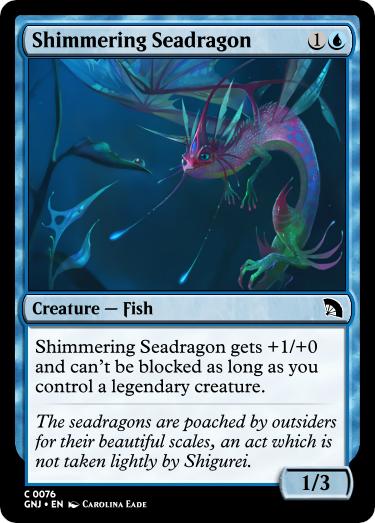 Shimmering Seadragon 1
Creature — Fish
Shimmering Seadragon gets +1/+0
and can't be blocked as long as you
control a legendary creature.
The seadragons are poached by outsiders
for their beautiful scales, an act which is
not taken lightly by Shigurei.
1/3
C 0076
GNJ • EN Carolina Eade